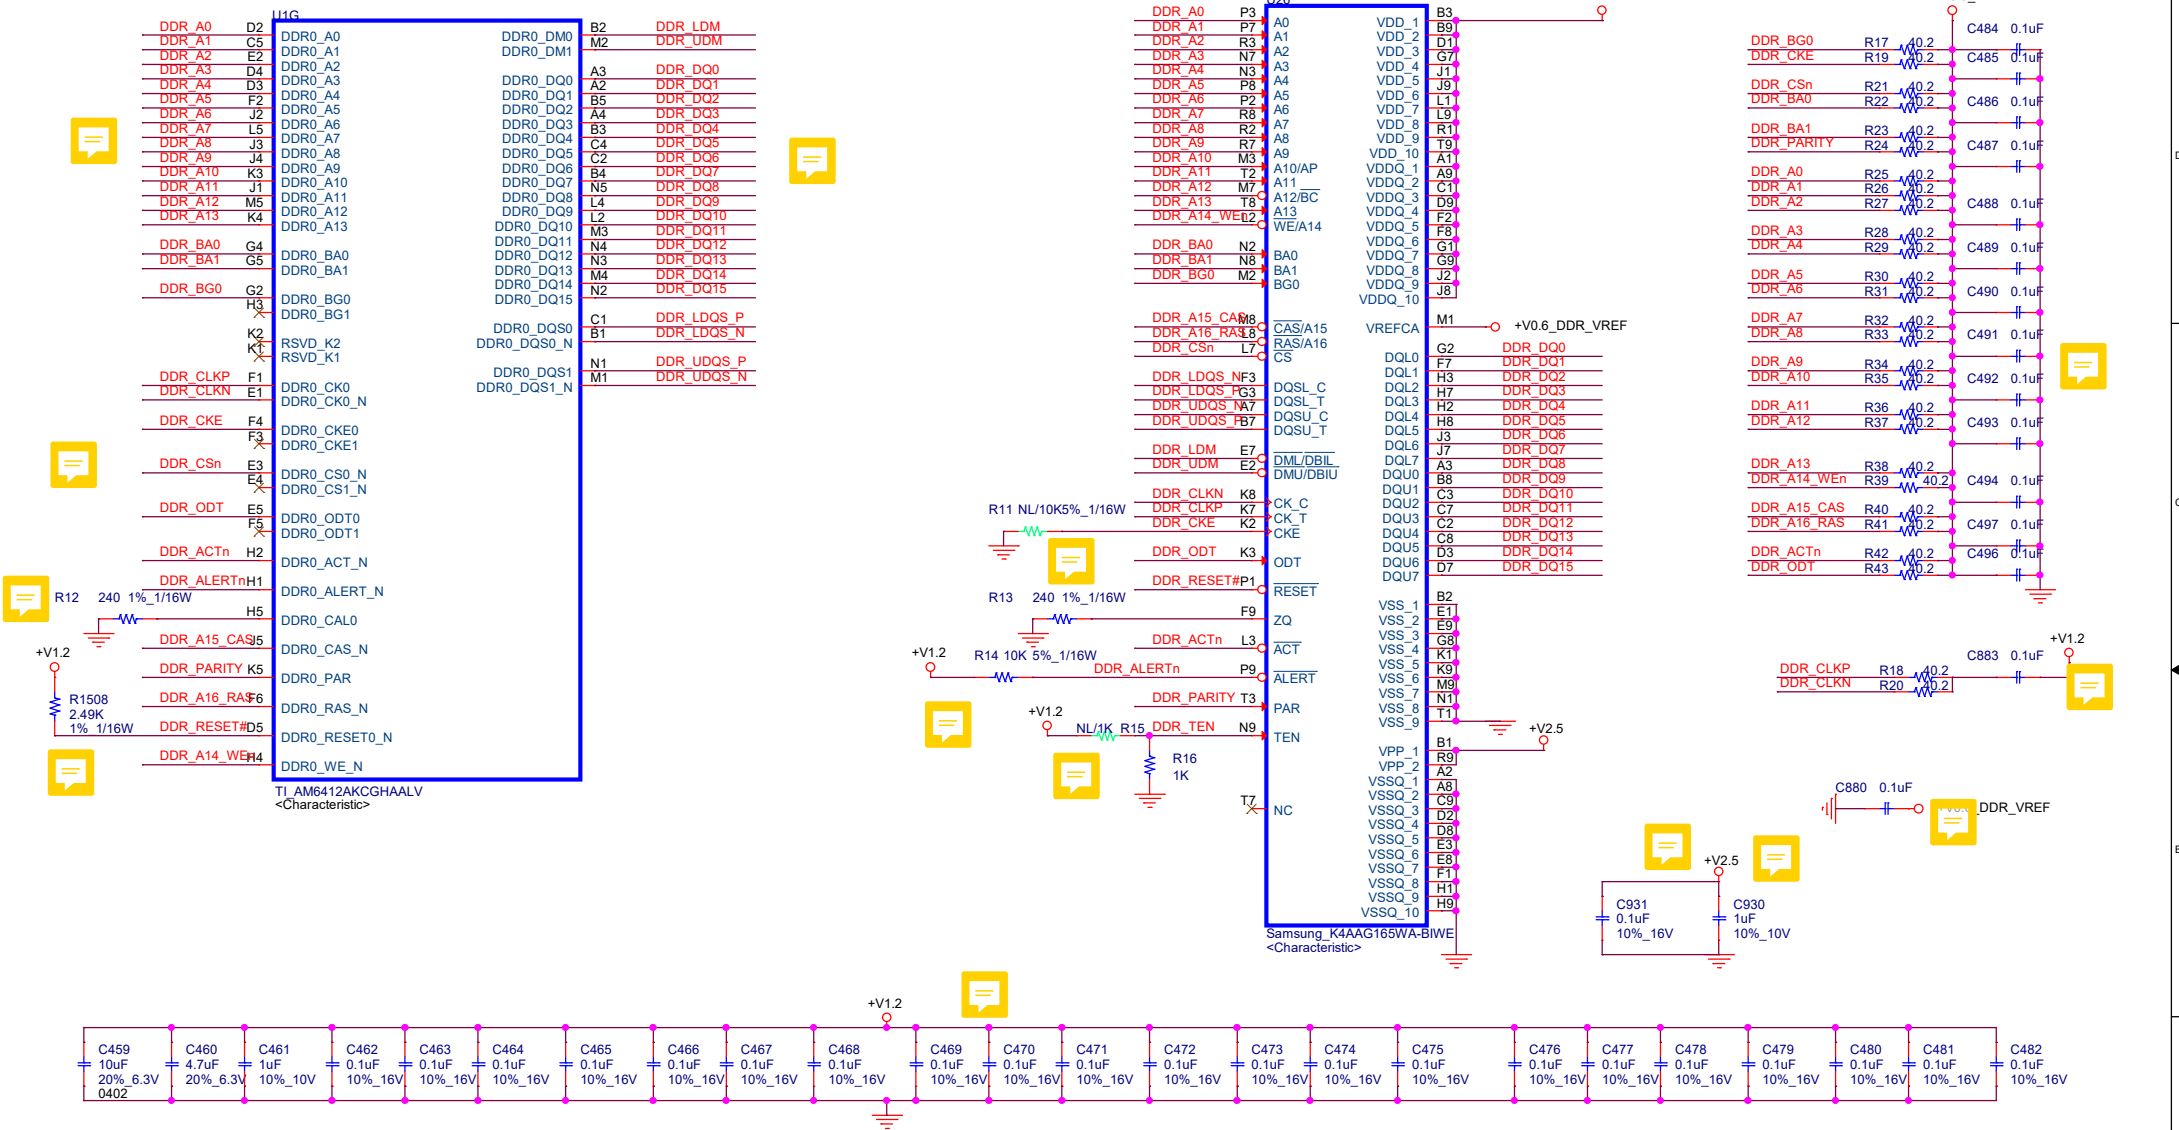 U1G
DDR_A0 D2 DDR0_A0
DDR_A1 C5 DDR0_A1
DDR_A2 E2 DDR0_A2
DDR_A3 D4 DDR0_A3
DDR_A4 D3 DDR0_A4
DDR_A5 F2 DDR0_A5
DDR_A6 J2 DDR0_A6
DDR_A7 L5 DDR0_A7
DDR_A8 J3 DDR0_A8
DDR_A9 J4 DDR0_A9
DDR_A10 K3 DDR0_A10
DDR_A11 J1 DDR0_A11
DDR_A12 M5 DDR0_A12
DDR_A13 K4 DDR0_A13
DDR_BA0 G4 DDR0_BA0
DDR_BA1 G5 DDR0_BA1
DDR_BG0 G2 DDR0_BG0
H3 DDR0_BG1
K2 RSVD_K2
K1 RSVD_K1
DDR_CLKP F1 DDR0_CK0
DDR_CLKN E1 DDR0_CK0_N
DDR_CKE F4 DDR0_CKE0
F3 DDR0_CKE1
DDR_CSn E3 DDR0_CS0_N
E4 DDR0_CS1_N
DDR_ODT E5 DDR0_ODT0
F5 DDR0_ODT1
DDR_ACTn H2 DDR0_ACT_N
DDR_ALERTn H1 DDR0_ALERT_N
R12 240 1%_1/16W H5 DDR0_CAL0
DDR_A15_CAS J5 DDR0_CAS_N
+V1.2
DDR_PARITY K5 DDR0_PAR
DDR_A16_RAS F6 DDR0_RAS_N
R1508
2.49K
1%_1/16W
DDR_RESET# D5 DDR0_RESET0_N
DDR_A14_WE H4 DDR0_WE_N
TI_AM6412AKCGHAALV
<Characteristic>
DDR0_DM0 B2 DDR_LDM
DDR0_DM1 M2 DDR_UDM
DDR0_DQ0 A3 DDR_DQ0
DDR0_DQ1 A2 DDR_DQ1
DDR0_DQ2 B5 DDR_DQ2
DDR0_DQ3 A4 DDR_DQ3
DDR0_DQ4 B3 DDR_DQ4
DDR0_DQ5 C4 DDR_DQ5
DDR0_DQ6 C2 DDR_DQ6
DDR0_DQ7 B4 DDR_DQ7
DDR0_DQ8 N5 DDR_DQ8
DDR0_DQ9 L4 DDR_DQ9
DDR0_DQ10 L2 DDR_DQ10
DDR0_DQ11 M3 DDR_DQ11
DDR0_DQ12 N4 DDR_DQ12
DDR0_DQ13 N3 DDR_DQ13
DDR0_DQ14 M4 DDR_DQ14
DDR0_DQ15 N2 DDR_DQ15
DDR0_DQS0 C1 DDR_LDQS_P
DDR0_DQS0_N B1 DDR_LDQS_N
DDR0_DQS1 N1 DDR_UDQS_P
DDR0_DQS1_N M1 DDR_UDQS_N
DDR_A0 P3 A0
DDR_A1 P7 A1
DDR_A2 R3 A2
DDR_A3 N7 A3
DDR_A4 N3 A4
DDR_A5 P8 A5
DDR_A6 P2 A6
DDR_A7 R8 A7
DDR_A8 R2 A8
DDR_A9 R7 A9
DDR_A10 M3 A10/AP
DDR_A11 T2 A11
DDR_A12 M7 A12/BC
DDR_A13 T8 A13
DDR_A14_WEn L2 WE/A14
DDR_BA0 N2 BA0
DDR_BA1 N8 BA1
DDR_BG0 M2 BG0
DDR_A15_CAS M8 CAS/A15
DDR_A16_RAS L8 RAS/A16
DDR_CSn L7 CS
DDR_LDQS_N F3 DQSL_C
DDR_LDQS_P G3 DQSL_T
DDR_UDQS_N A7 DQSU_C
DDR_UDQS_P B7 DQSU_T
DDR_LDM E7 DML/DBIL
DDR_UDM E2 DMU/DBIU
DDR_CLKN K8 CK_C
DDR_CLKP K7 CK_T
R11 NL/10K5%_1/16W DDR_CKE K2 CKE
DDR_ODT K3 ODT
DDR_RESET# P1 RESET
R13 240 1%_1/16W F9 ZQ
DDR_ACTn L3 ACT
+V1.2 R14 10K 5%_1/16W DDR_ALERTn P9 ALERT
DDR_PARITY T3 PAR
+V1.2 NL/1K R15 DDR_TEN N9 TEN
R16
1K
T7 NC
Samsung_K4AAG165WA-BIWE
<Characteristic>
VDD_1 B3
VDD_2 B9
VDD_3 D1
VDD_4 G7
VDD_5 J1
VDD_6 J9
VDD_7 L1
VDD_8 L9
VDD_9 R1
VDD_10 T9
VDDQ_1 A1
VDDQ_2 A9
VDDQ_3 C1
VDDQ_4 D9
VDDQ_5 F2
VDDQ_6 F8
VDDQ_7 G1
VDDQ_8 G9
VDDQ_9 J2
VDDQ_10 J8
VREFCA M1 +V0.6_DDR_VREF
DQL0 G2 DDR_DQ0
DQL1 F7 DDR_DQ1
DQL2 H3 DDR_DQ2
DQL3 H7 DDR_DQ3
DQL4 H2 DDR_DQ4
DQL5 H8 DDR_DQ5
DQL6 J3 DDR_DQ6
DQL7 J7 DDR_DQ7
DQU0 A3 DDR_DQ8
DQU1 B8 DDR_DQ9
DQU2 C3 DDR_DQ10
DQU3 C7 DDR_DQ11
DQU4 C2 DDR_DQ12
DQU5 C8 DDR_DQ13
DQU6 D3 DDR_DQ14
DQU7 D7 DDR_DQ15
VSS_1 B2
VSS_2 E1
VSS_3 E9
VSS_4 G8
VSS_5 K1
VSS_6 K9
VSS_7 M9
VSS_8 N1
VSS_9 T1
VPP_1 B1 +V2.5
VPP_2 R9
VSSQ_1 A2
VSSQ_2 A8
VSSQ_3 C9
VSSQ_4 D2
VSSQ_5 D8
VSSQ_6 E3
VSSQ_7 E8
VSSQ_8 F1
VSSQ_9 H1
VSSQ_10 H9
DDR_BG0 R17 40.2
DDR_CKE R19 40.2
DDR_CSn R21 40.2
DDR_BA0 R22 40.2
DDR_BA1 R23 40.2
DDR_PARITY R24 40.2
DDR_A0 R25 40.2
DDR_A1 R26 40.2
DDR_A2 R27 40.2
DDR_A3 R28 40.2
DDR_A4 R29 40.2
DDR_A5 R30 40.2
DDR_A6 R31 40.2
DDR_A7 R32 40.2
DDR_A8 R33 40.2
DDR_A9 R34 40.2
DDR_A10 R35 40.2
DDR_A11 R36 40.2
DDR_A12 R37 40.2
DDR_A13 R38 40.2
DDR_A14_WEn R39 40.2
DDR_A15_CAS R40 40.2
DDR_A16_RAS R41 40.2
DDR_ACTn R42 40.2
DDR_ODT R43 40.2
C484 0.1uF
C485 0.1uF
C486 0.1uF
C487 0.1uF
C488 0.1uF
C489 0.1uF
C490 0.1uF
C491 0.1uF
C492 0.1uF
C493 0.1uF
C494 0.1uF
C497 0.1uF
C496 0.1uF
+V1.2
C883 0.1uF
DDR_CLKP R18 40.2
DDR_CLKN R20 40.2
C880 0.1uF
_DDR_VREF
+V2.5
C931
0.1uF
10%_16V
C930
1uF
10%_10V
+V1.2
C459 10uF 20%_6.3V 0402
C460 4.7uF 20%_6.3V
C461 1uF 10%_10V
C462 0.1uF 10%_16V
C463 0.1uF 10%_16V
C464 0.1uF 10%_16V
C465 0.1uF 10%_16V
C466 0.1uF 10%_16V
C467 0.1uF 10%_16V
C468 0.1uF 10%_16V
C469 0.1uF 10%_16V
C470 0.1uF 10%_16V
C471 0.1uF 10%_16V
C472 0.1uF 10%_16V
C473 0.1uF 10%_16V
C474 0.1uF 10%_16V
C475 0.1uF 10%_16V
C476 0.1uF 10%_16V
C477 0.1uF 10%_16V
C478 0.1uF 10%_16V
C479 0.1uF 10%_16V
C480 0.1uF 10%_16V
C481 0.1uF 10%_16V
C482 0.1uF 10%_16V